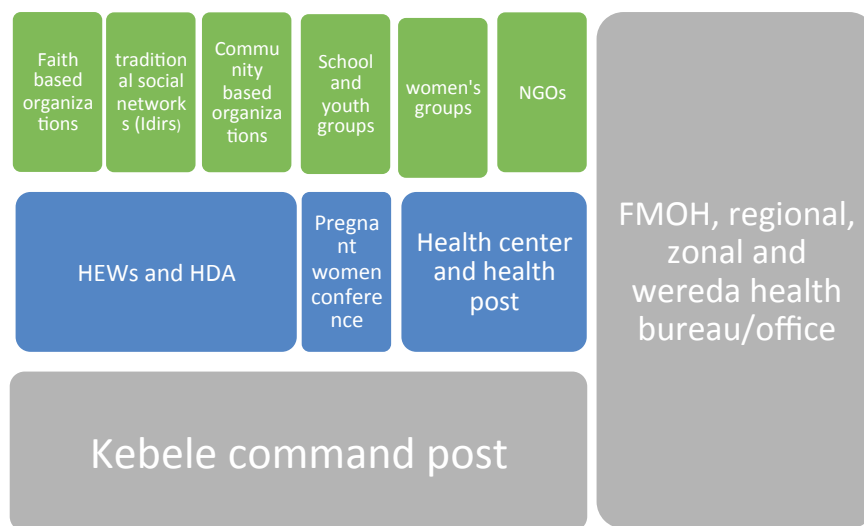 Faith
based
organiza
tions
tradition
al social
network
s (Idirs)
Commu
nity
based
organiza
tions
School
and
youth
groups
women's
groups
NGOs
HEWs and HDA
Pregna
nt
women
confere
nce
Health center
and health
post
Kebele command post
FMOH, regional,
zonal and
wereda health
bureau/office